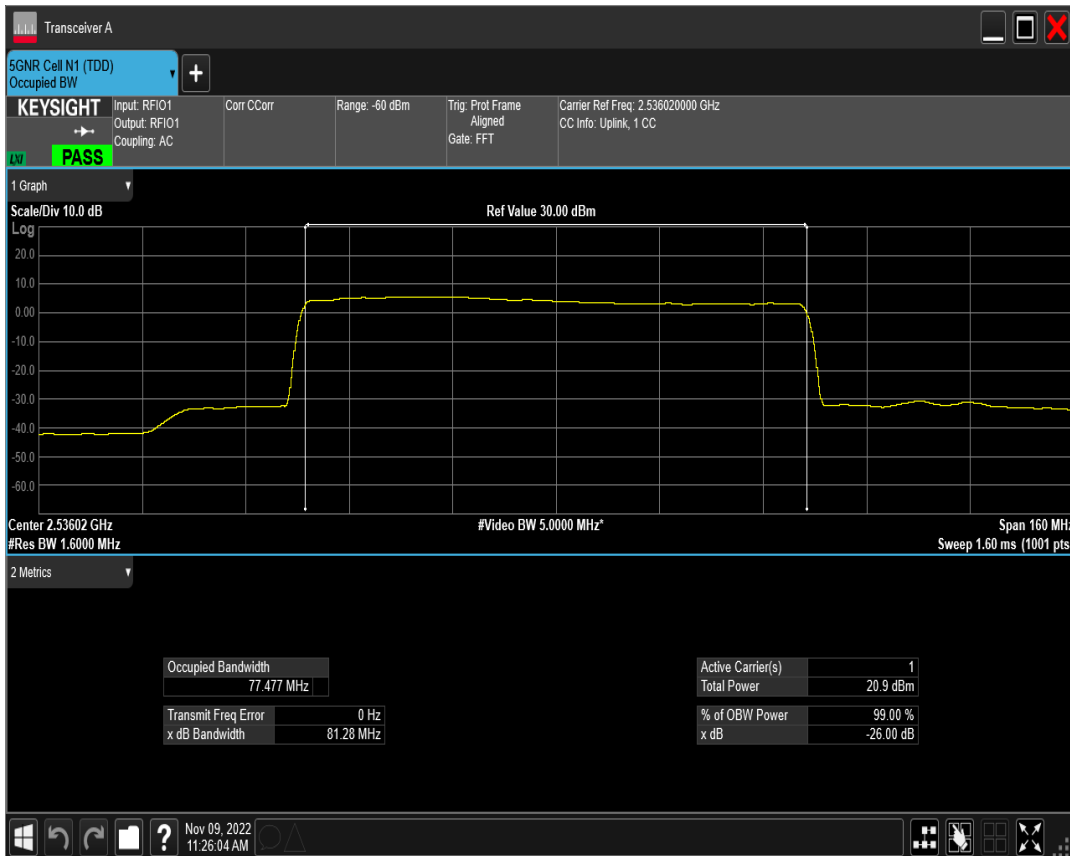 Transceiver A
5GNR Cell N1 (TDD)
Occupied BW
+
KEYSIGHT
LXI
PASS
Input: RFIO1
Output: RFIO1
Coupling: AC
Corr CCorr
Range: -60 dBm
Trig: Prot Frame
Aligned
Gate: FFT
Carrier Ref Freq: 2.536020000 GHz
CC Info: Uplink, 1 CC
1 Graph
Scale/Div 10.0 dB
Ref Value 30.00 dBm
Log
20.0
10.0
0.00
-10.0
-20.0
-30.0
-40.0
-50.0
-60.0
Center 2.53602 GHz
#Video BW 5.0000 MHz*
Span 160 MHz
#Res BW 1.6000 MHz
Sweep 1.60 ms (1001 pts
2 Metrics
Occupied Bandwidth
77.477 MHz
Transmit Freq Error 0 Hz
x dB Bandwidth 81.28 MHz
Active Carrier(s) 1
Total Power 20.9 dBm
% of OBW Power 99.00 %
x dB -26.00 dB
?
Nov 09, 2022
11:26:04 AM